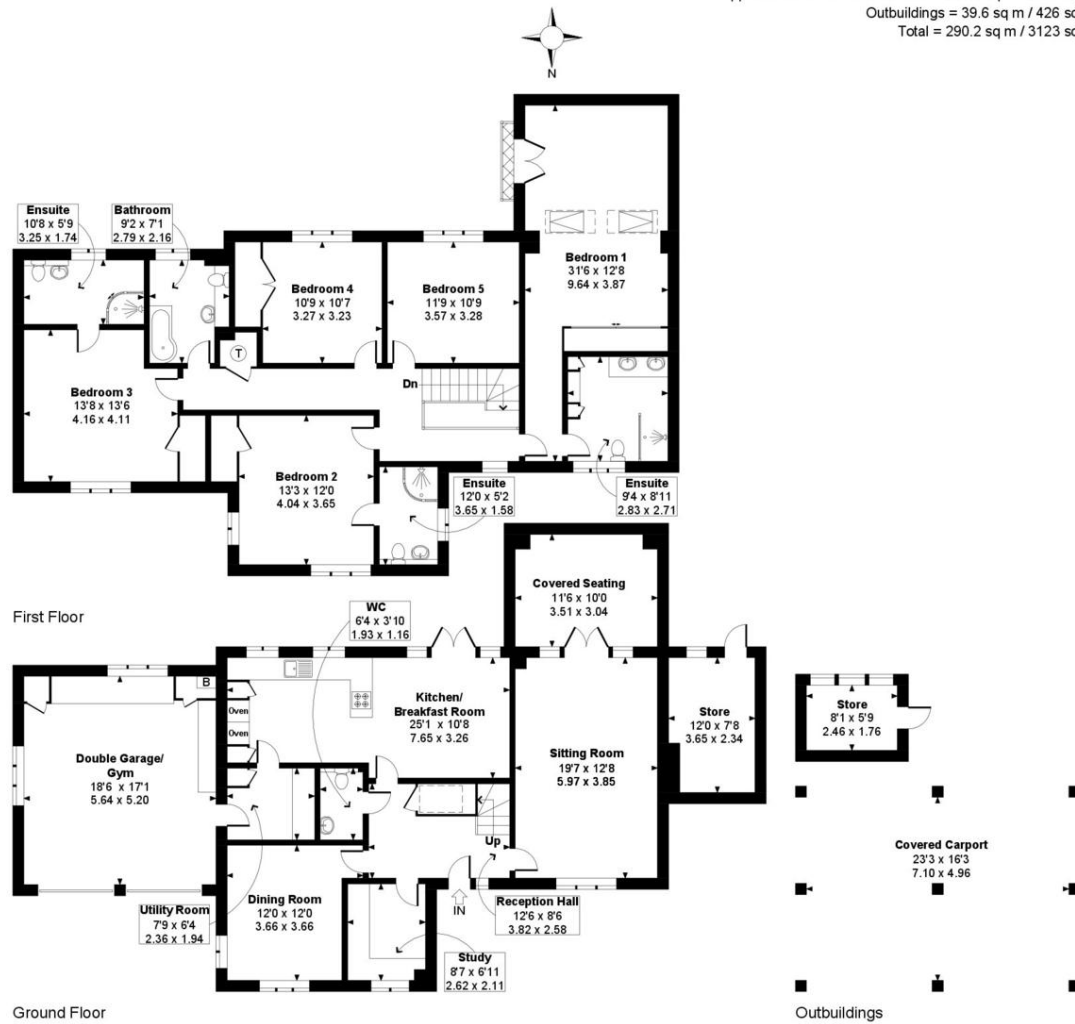 Outbuildings = 39.6 sq m / 426 sq
Total = 290.2 sq m / 3123 sq
N
Ensuite
10'8 x 5'9
3.25 x 1.74
Bathroom
9'2 x 7'1
2.79 x 2.16
Bedroom 4
10'9 x 10'7
3.27 x 3.23
Bedroom 5
11'9 x 10'9
3.57 x 3.28
Bedroom 1
31'6 x 12'8
9.64 x 3.87
T
Dn
Bedroom 3
13'8 x 13'6
4.16 x 4.11
Bedroom 2
13'3 x 12'0
4.04 x 3.65
Ensuite
12'0 x 5'2
3.65 x 1.58
Ensuite
9'4 x 8'11
2.83 x 2.71
First Floor
WC
6'4 x 3'10
1.93 x 1.16
Covered Seating
11'6 x 10'0
3.51 x 3.04
B
Oven
Oven
Kitchen/
Breakfast Room
25'1 x 10'8
7.65 x 3.26
Double Garage/
Gym
18'6 x 17'1
5.64 x 5.20
Sitting Room
19'7 x 12'8
5.97 x 3.85
Store
12'0 x 7'8
3.65 x 2.34
Store
8'1 x 5'9
2.46 x 1.76
Up
Covered Carport
23'3 x 16'3
7.10 x 4.96
Utility Room
7'9 x 6'4
2.36 x 1.94
Dining Room
12'0 x 12'0
3.66 x 3.66
IN
Reception Hall
12'6 x 8'6
3.82 x 2.58
Study
8'7 x 6'11
2.62 x 2.11
Ground Floor
Outbuildings